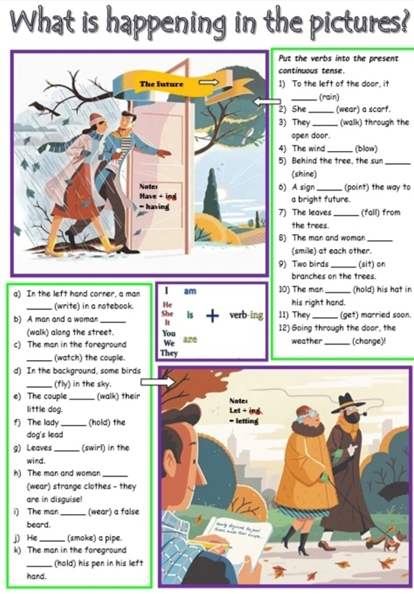 What is happening in the pictures?
The future
Note:
Have + ing
= having
Put the verbs into the present
continuous tense.
1) To the left of the door, it
______ (rain)
2) She _____ (wear) a scarf.
3) They _____ (walk) through the
open door.
4) The wind _____ (blow)
5) Behind the tree, the sun _____
(shine)
6) A sign _____ (point) the way to
a bright future.
7) The leaves _____ (fall) from
the trees.
8) The man and woman _____
(smile) at each other.
9) Two birds _____ (sit) on
branches on the trees.
10) The man _____ (hold) his hat in
his right hand.
11) They _____ (get) married soon.
12) Going through the door, the
weather _____ (change!)
I am
He
She is
It
You
We are
They
+ verb-ing
a) In the left hand corner, a man
_____ (write) in a notebook.
b) A man and a woman _____
(walk) along the street.
c) The man in the foreground
_____ (watch) the couple.
d) In the background, some birds
_____ (fly) in the sky.
e) The couple _____ (walk) their
little dog.
f) The lady _____ (hold) the
dog's lead
g) Leaves _____ (swirl) in the
wind.
h) The man and woman _____
(wear) strange clothes – they
are in disguise!
i) The man _____ (wear) a false
beard.
j) He _____ (smoke) a pipe.
k) The man in the foreground
_____ (hold) his pen in his left
hand.
Note:
Let + ing
= letting